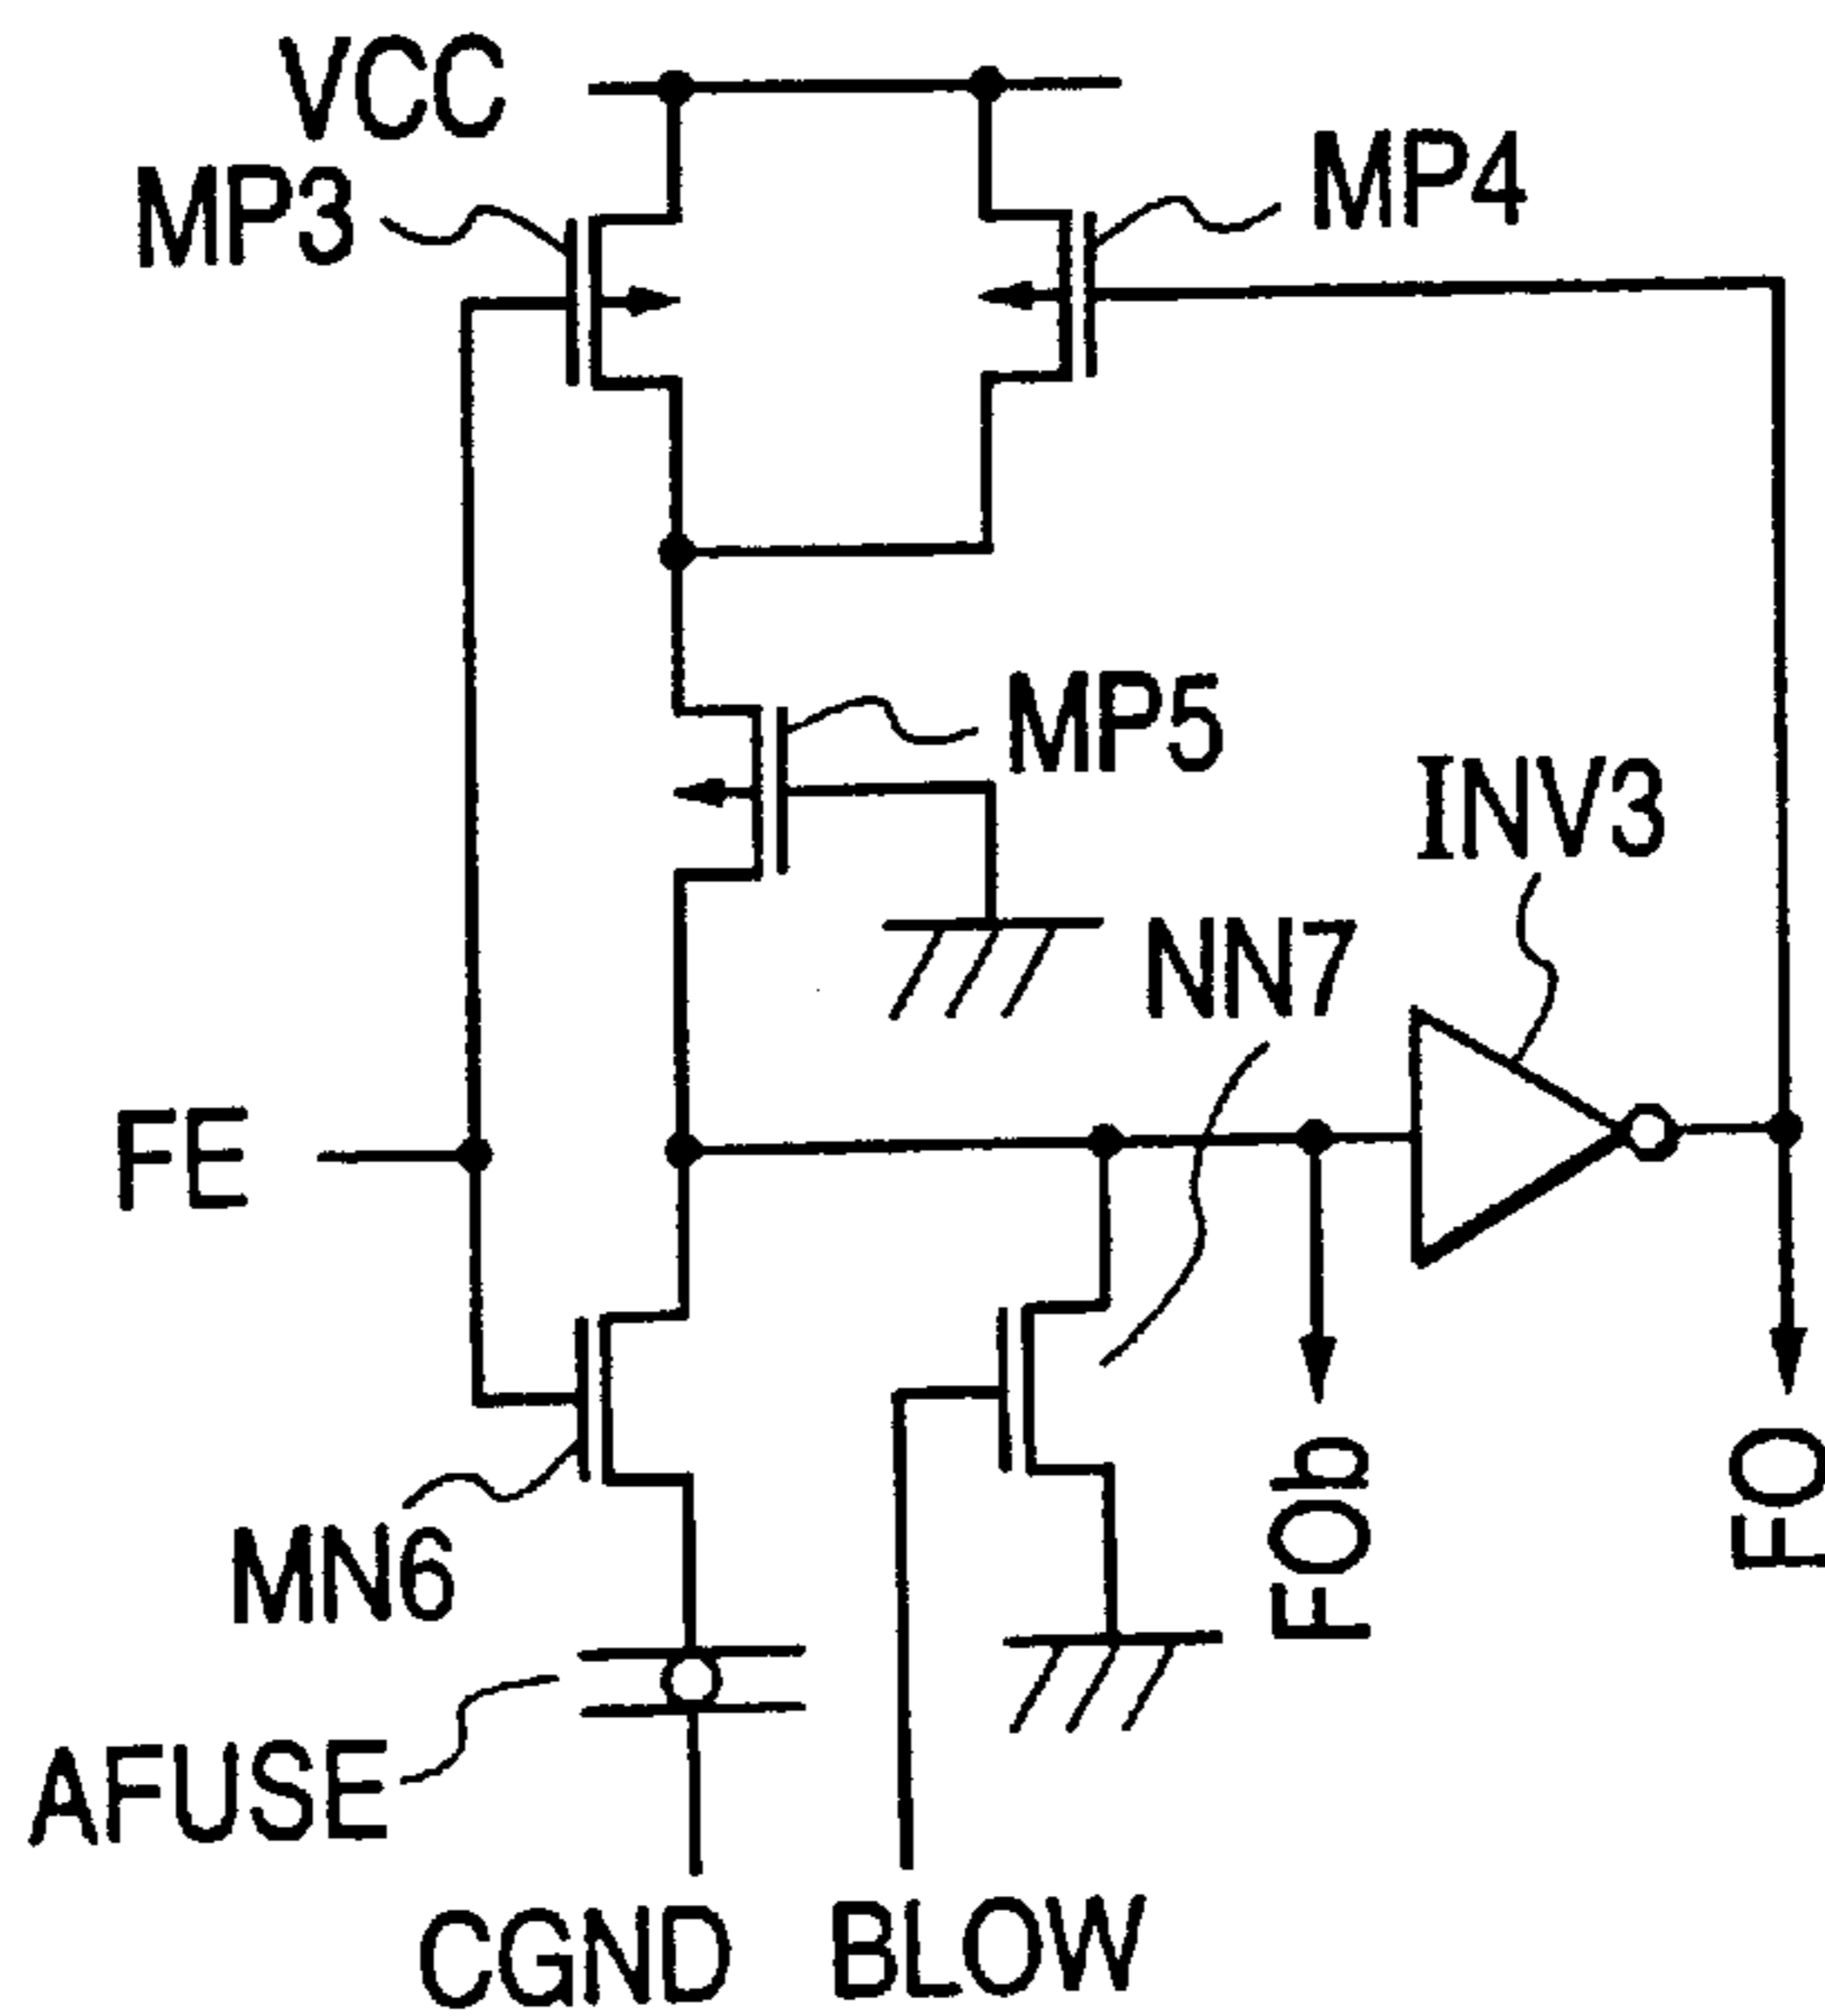 VCC
MP3
MP4
MP5
INV3
NN7
FE
MN6
FOb
FO
AFUSE
CGND
BLOW